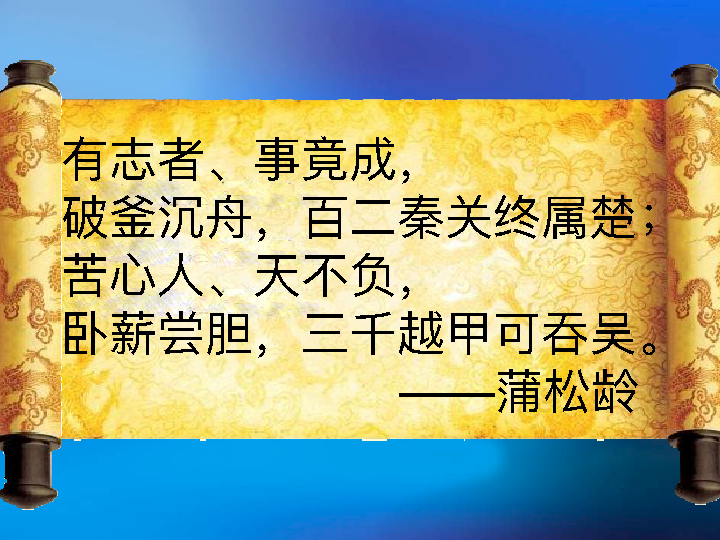 有志者、事竟成，
破釜沉舟，百二秦关终属楚；
苦心人、天不负，
卧薪尝胆，三千越甲可吞吴。
——蒲松龄